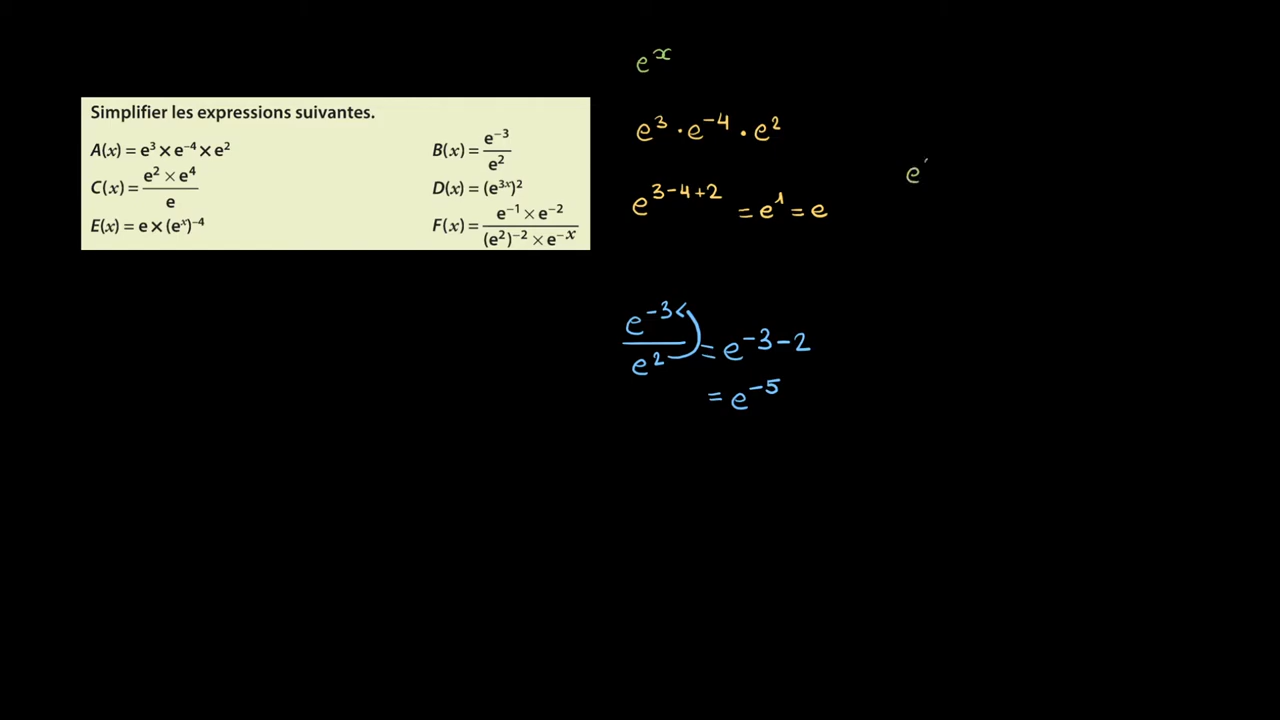 Simplifier les expressions suivantes.
A(x) = e³ × e⁻⁴ × e²
B(x) = e⁻³ / e²
C(x) = (e² × e⁴) / e
D(x) = (e³ˣ)²
E(x) = e × (eˣ)⁻⁴
F(x) = (e⁻¹ × e⁻²) / ((e²)⁻² × e⁻ˣ)
eˣ
e³ · e⁻⁴ · e²
e³⁻⁴⁺² = e¹ = e
e⁻³ / e² = e⁻³⁻²
= e⁻⁵
e